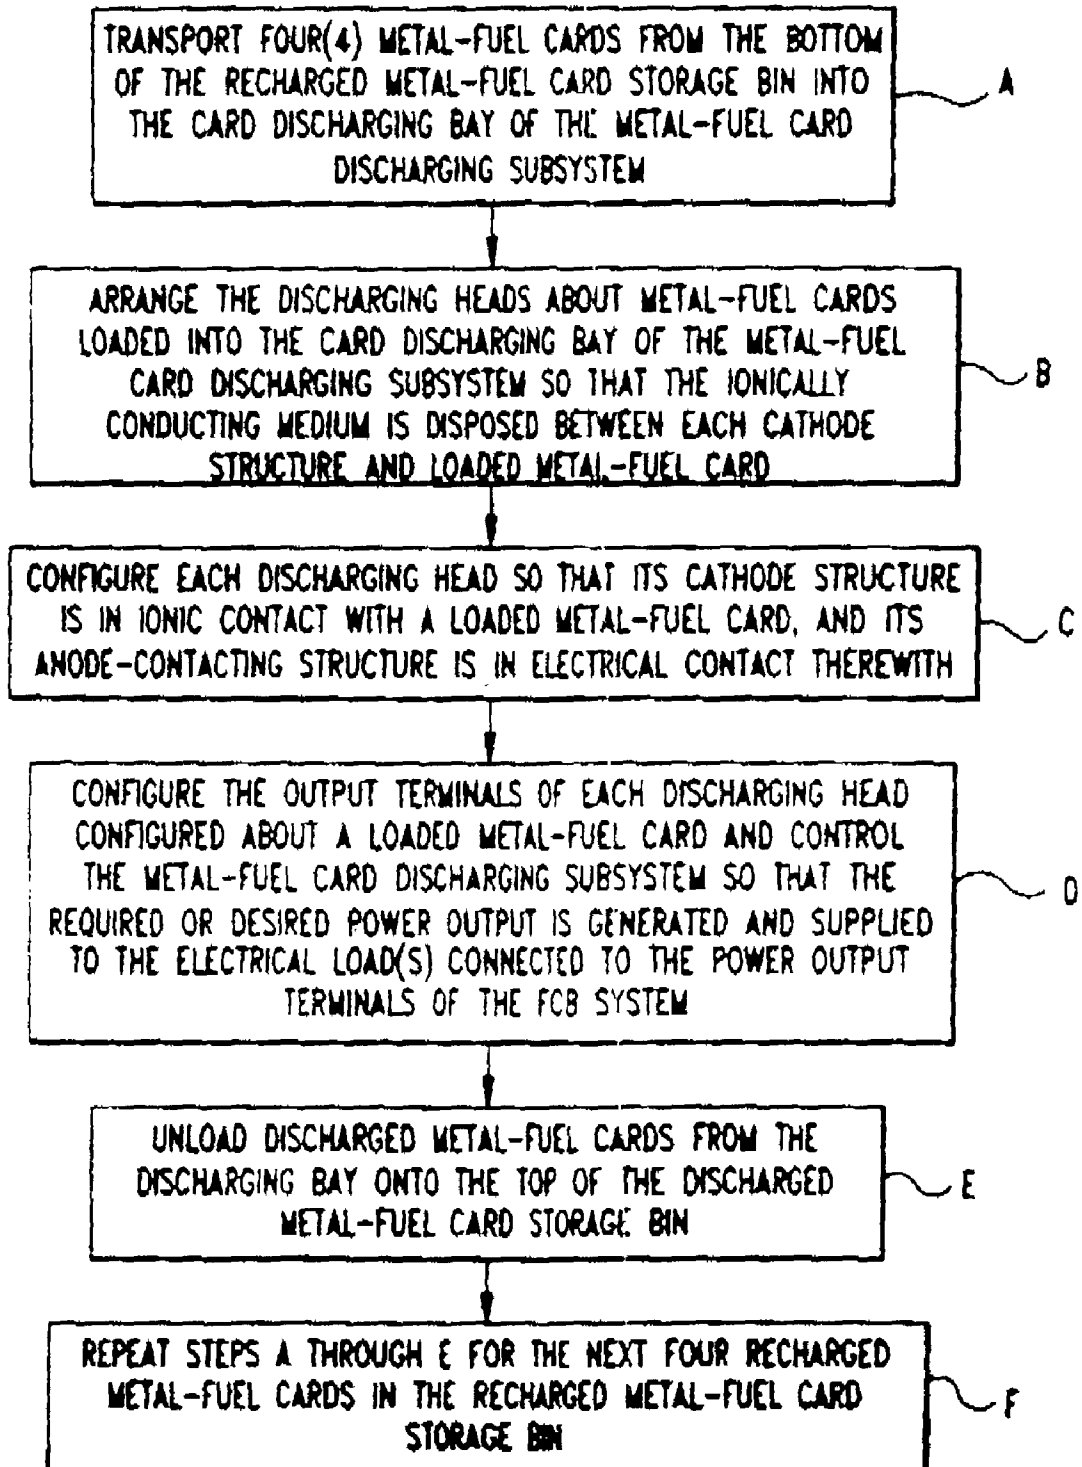 TRANSPORT FOUR(4) METAL-FUEL CARDS FROM THE BOTTOM
OF THE RECHARGED METAL-FUEL CARD STORAGE BIN INTO
THE CARD DISCHARGING BAY OF THE METAL-FUEL CARD
DISCHARGING SUBSYSTEM
A
ARRANGE THE DISCHARGING HEADS ABOUT METAL-FUEL CARDS
LOADED INTO THE CARD DISCHARGING BAY OF THE METAL-FUEL
CARD DISCHARGING SUBSYSTEM SO THAT THE IONICALLY
CONDUCTING MEDIUM IS DISPOSED BETWEEN EACH CATHODE
STRUCTURE AND LOADED METAL-FUEL CARD
B
CONFIGURE EACH DISCHARGING HEAD SO THAT ITS CATHODE STRUCTURE
IS IN IONIC CONTACT WITH A LOADED METAL-FUEL CARD, AND ITS
ANODE-CONTACTING STRUCTURE IS IN ELECTRICAL CONTACT THEREWITH
C
CONFIGURE THE OUTPUT TERMINALS OF EACH DISCHARGING HEAD
CONFIGURED ABOUT A LOADED METAL-FUEL CARD AND CONTROL
THE METAL-FUEL CARD DISCHARGING SUBSYSTEM SO THAT THE
REQUIRED OR DESIRED POWER OUTPUT IS GENERATED AND SUPPLIED
TO THE ELECTRICAL LOAD(S) CONNECTED TO THE POWER OUTPUT
TERMINALS OF THE FCB SYSTEM
D
UNLOAD DISCHARGED METAL-FUEL CARDS FROM THE
DISCHARGING BAY ONTO THE TOP OF THE DISCHARGED
METAL-FUEL CARD STORAGE BIN
E
REPEAT STEPS A THROUGH E FOR THE NEXT FOUR RECHARGED
METAL-FUEL CARDS IN THE RECHARGED METAL-FUEL CARD
STORAGE BIN
F